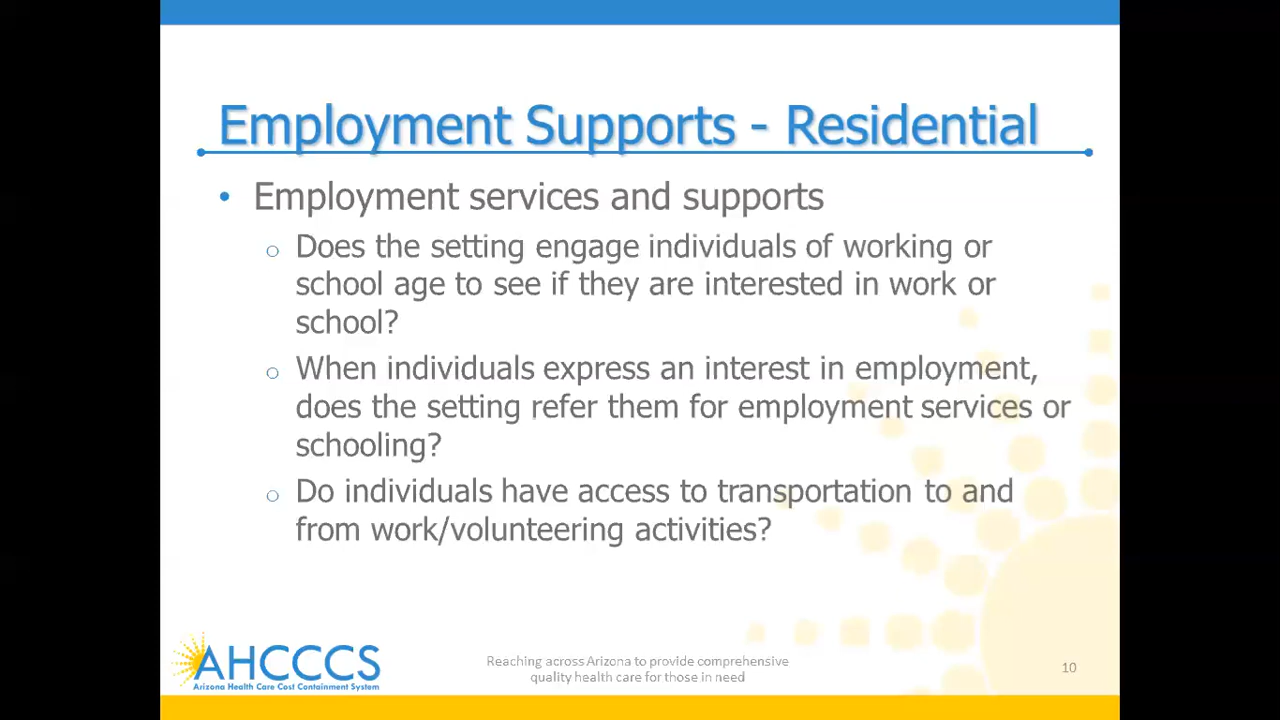 Employment Supports - Residential
• Employment services and supports
o Does the setting engage individuals of working or
school age to see if they are interested in work or
school?
o When individuals express an interest in employment,
does the setting refer them for employment services or
schooling?
o Do individuals have access to transportation to and
from work/volunteering activities?
AHCCCS
Arizona Health Care Cost Containment System
Reaching across Arizona to provide comprehensive
quality health care for those in need
10